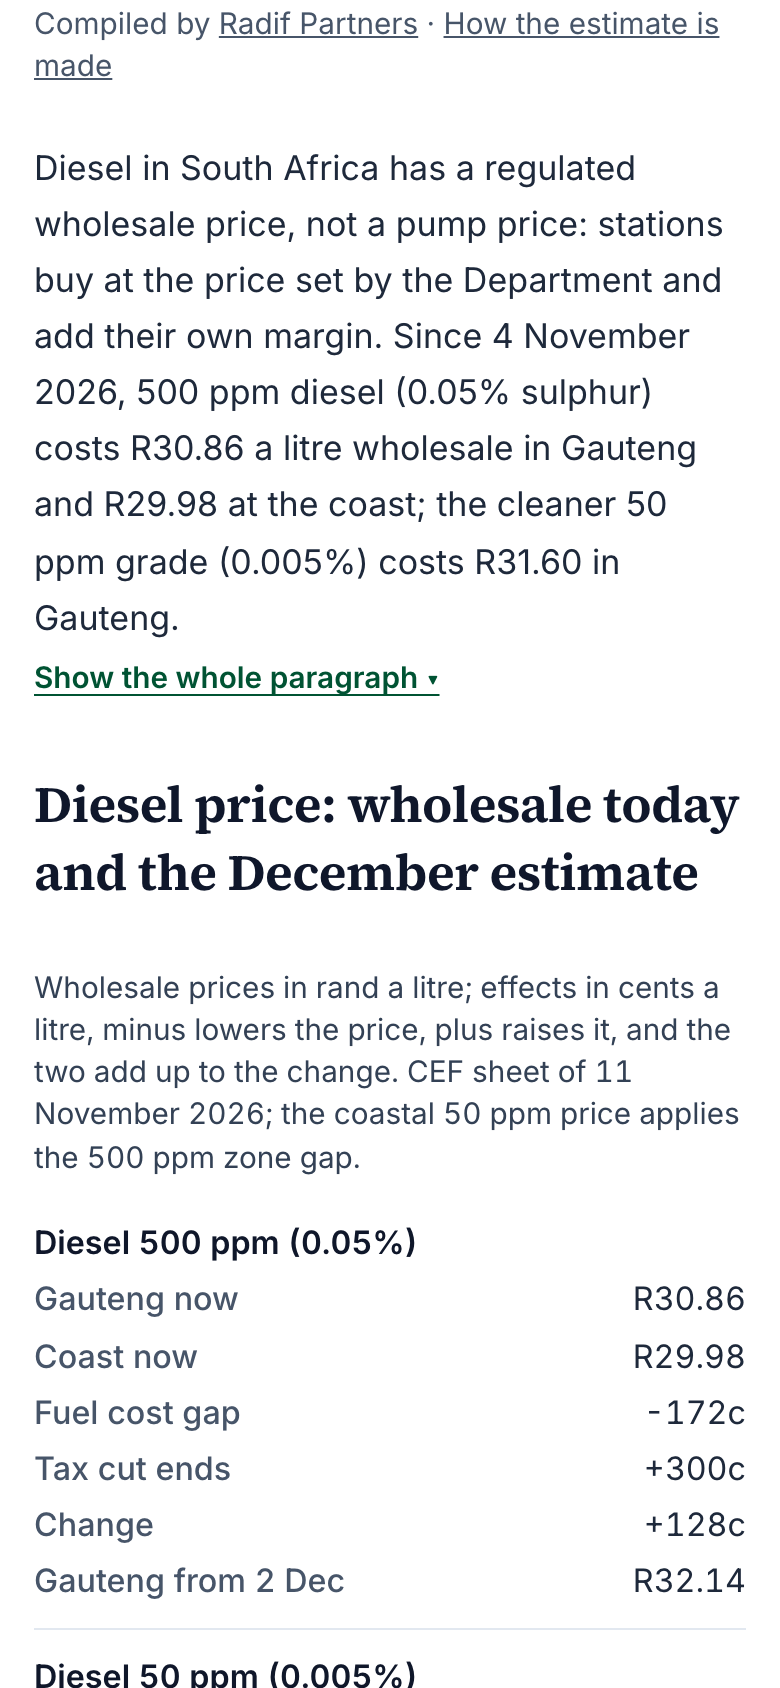 Compiled by Radif Partners · How the estimate is
made
Diesel in South Africa has a regulated
wholesale price, not a pump price: stations
buy at the price set by the Department and
add their own margin. Since 4 November
2026, 500 ppm diesel (0.05% sulphur)
costs R30.86 a litre wholesale in Gauteng
and R29.98 at the coast; the cleaner 50
ppm grade (0.005%) costs R31.60 in
Gauteng.
Show the whole paragraph ▾
Diesel price: wholesale today
and the December estimate
Wholesale prices in rand a litre; effects in cents a
litre, minus lowers the price, plus raises it, and the
two add up to the change. CEF sheet of 11
November 2026; the coastal 50 ppm price applies
the 500 ppm zone gap.
Diesel 500 ppm (0.05%)
Gauteng now R30.86
Coast now R29.98
Fuel cost gap -172c
Tax cut ends +300c
Change +128c
Gauteng from 2 Dec R32.14
Diesel 50 ppm (0.005%)